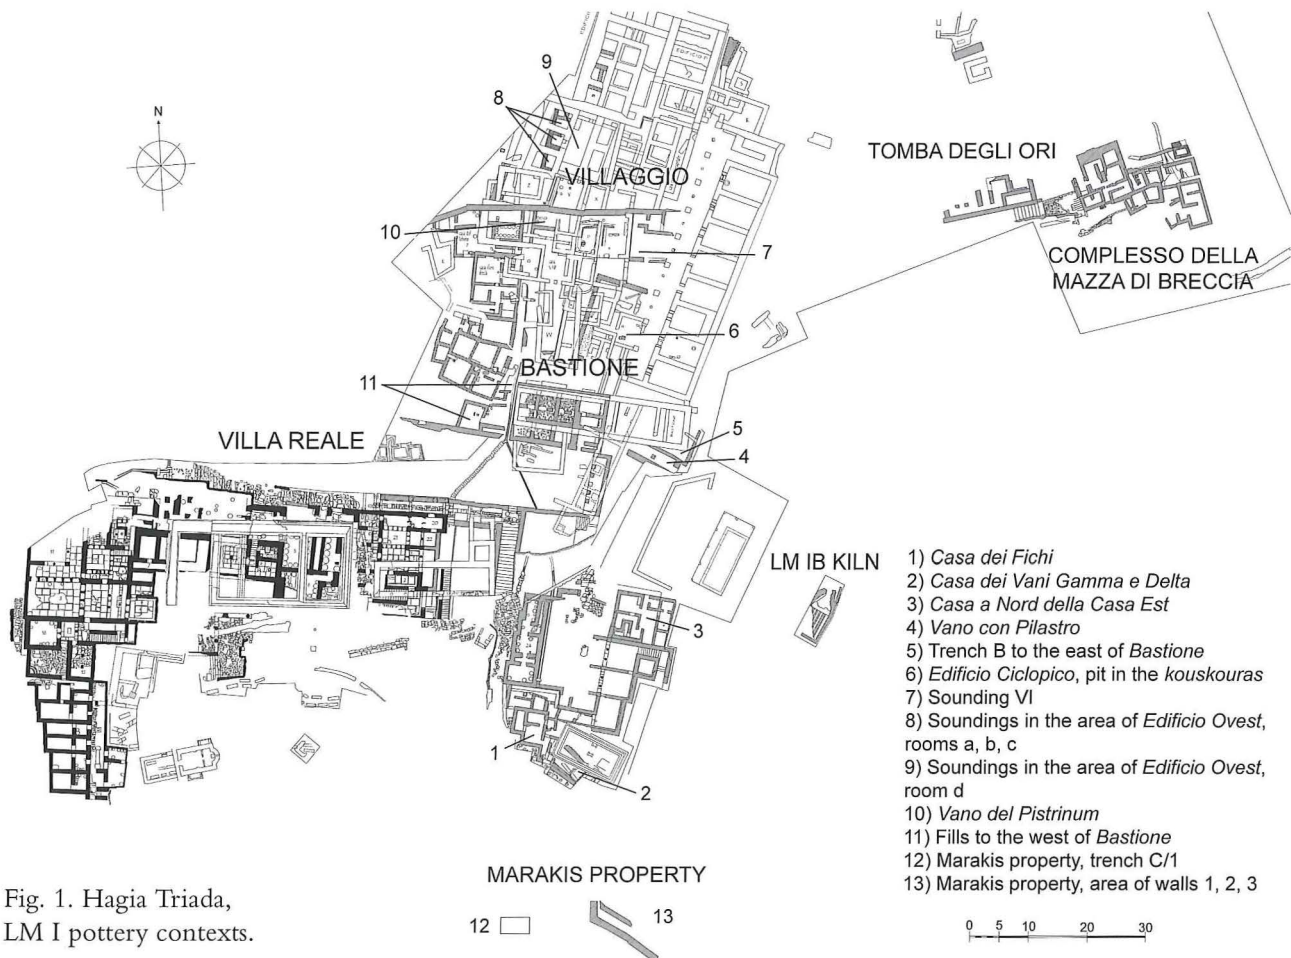 EDIFICIO
EDIFICIO P
9
8
N
TOMBA DEGLI ORI
VILLAGGIO
10
7
COMPLESSO DELLA
MAZZA DI BRECCIA
6
BASTIONE
11
VILLA REALE
5
4
LM IB KILN
3
1
2
1) Casa dei Fichi
2) Casa dei Vani Gamma e Delta
3) Casa a Nord della Casa Est
4) Vano con Pilastro
5) Trench B to the east of Bastione
6) Edificio Ciclopico, pit in the kouskouras
7) Sounding VI
8) Soundings in the area of Edificio Ovest,
rooms a, b, c
9) Soundings in the area of Edificio Ovest,
room d
10) Vano del Pistrinum
11) Fills to the west of Bastione
12) Marakis property, trench C/1
13) Marakis property, area of walls 1, 2, 3
MARAKIS PROPERTY
12
13
0 5 10 20 30
Fig. 1. Hagia Triada,
LM I pottery contexts.